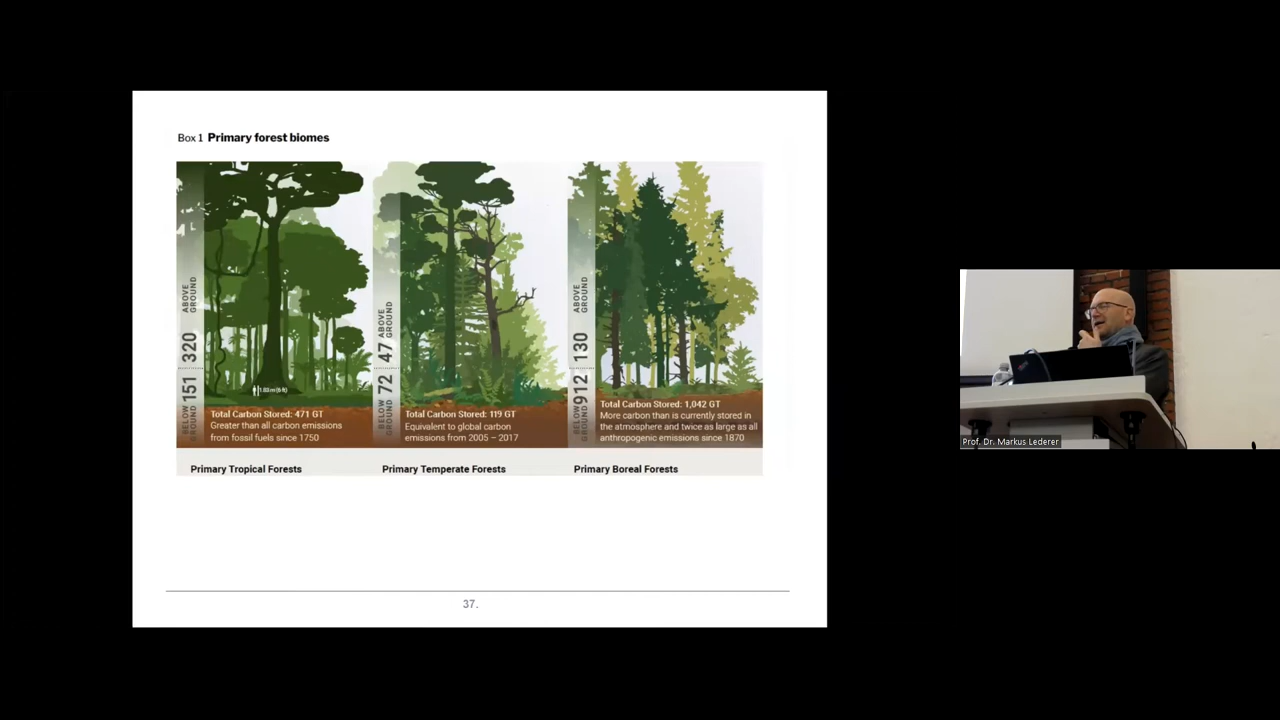 Box 1 Primary forest biomes
ABOVE
GROUND
320
151
BELOW
GROUND
1.83 m (6 ft)
Total Carbon Stored: 471 GT
Greater than all carbon emissions
from fossil fuels since 1750
Primary Tropical Forests
ABOVE
GROUND
47
72
BELOW
GROUND
Total Carbon Stored: 119 GT
Equivalent to global carbon
emissions from 2005 – 2017
Primary Temperate Forests
ABOVE
GROUND
130
912
BELOW
GROUND
Total Carbon Stored: 1,042 GT
More carbon than is currently stored in
the atmosphere and twice as large as all
anthropogenic emissions since 1870
Primary Boreal Forests
37.
Prof. Dr. Markus Lederer